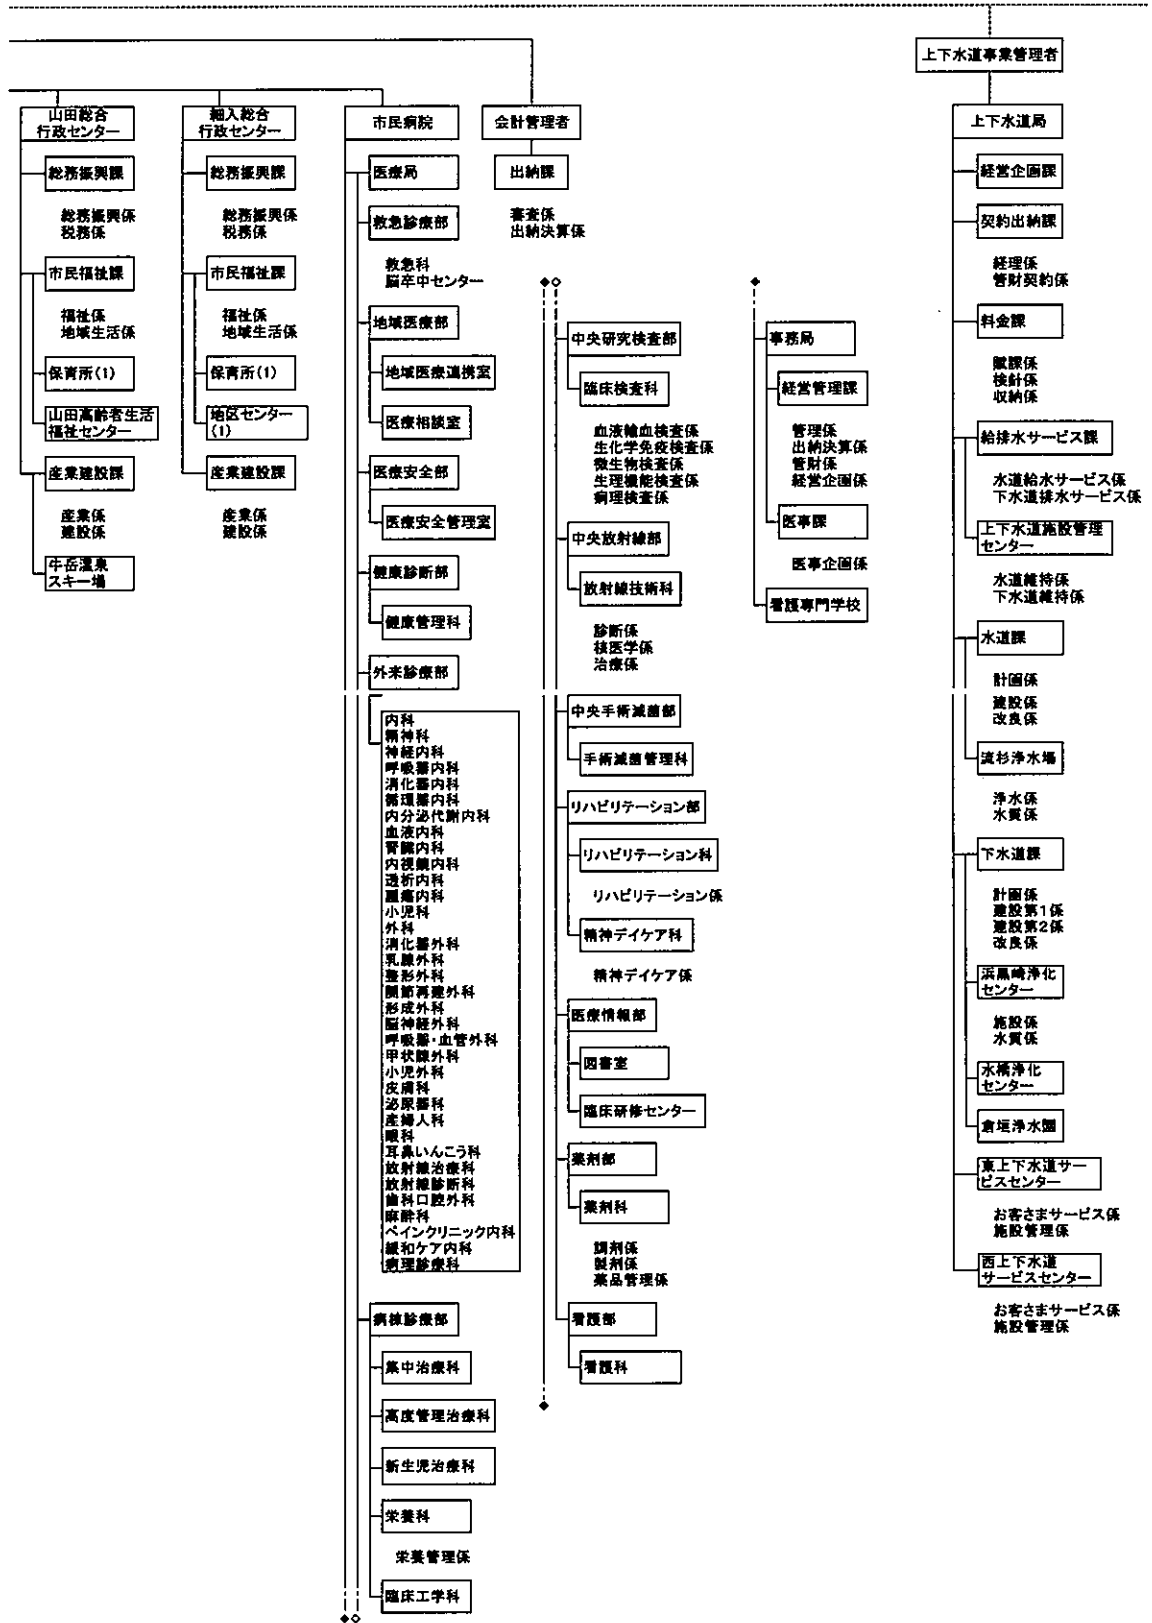 山田総合
行政センター
総務振興課
総務振興係
税務係
市民福祉課
福祉係
地域生活係
保育所(1)
山田高齢者生活
福祉センター
産業建設課
産業係
建設係
牛岳温泉
スキー場
細入総合
行政センター
総務振興課
総務振興係
税務係
市民福祉課
福祉係
地域生活係
保育所(1)
地区センター
(1)
産業建設課
産業係
建設係
市民病院
医療局
救急診療部
救急科
脳卒中センター
地域医療部
地域医療連携室
医療相談室
医療安全部
医療安全管理室
健康診断部
健康管理科
外来診療部
内科
精神科
神経内科
呼吸器内科
消化器内科
循環器内科
内分泌代謝内科
血液内科
腎臓内科
内視鏡内科
透析内科
腫瘍内科
小児科
外科
消化器外科
乳腺外科
整形外科
関節再建外科
形成外科
脳神経外科
呼吸器・血管外科
甲状腺外科
小児外科
皮膚科
泌尿器科
産婦人科
眼科
耳鼻いんこう科
放射線治療科
放射線診断科
歯科口腔外科
麻酔科
ペインクリニック内科
緩和ケア内科
病理診療科
病棟診療部
集中治療科
高度管理治療科
新生児治療科
栄養科
栄養管理係
臨床工学科
会計管理者
出納課
審査係
出納決算係
中央研究検査部
臨床検査科
血液輸血検査係
生化学免疫検査係
微生物検査係
生理機能検査係
病理検査係
中央放射線部
放射線技術科
診断係
核医学係
治療係
中央手術滅菌部
手術滅菌管理科
リハビリテーション部
リハビリテーション科
リハビリテーション係
精神デイケア科
精神デイケア係
医療情報部
図書室
臨床研修センター
薬剤部
薬剤科
調剤係
製剤係
薬品管理係
看護部
看護科
事務局
経営管理課
管理係
出納決算係
管財係
経営企画係
医事課
医事企画係
看護専門学校
上下水道事業管理者
上下水道局
経営企画課
契約出納課
経理係
管財契約係
料金課
賦課係
検針係
収納係
給排水サービス課
水道給水サービス係
下水道排水サービス係
上下水道施設管理
センター
水道維持係
下水道維持係
水道課
計画係
建設係
改良係
流杉浄水場
浄水係
水質係
下水道課
計画係
建設第1係
建設第2係
改良係
浜黒崎浄化
センター
施設係
水質係
水橋浄化
センター
倉垣浄水園
東上下水道サー
ビスセンター
お客さまサービス係
施設管理係
西上下水道
サービスセンター
お客さまサービス係
施設管理係